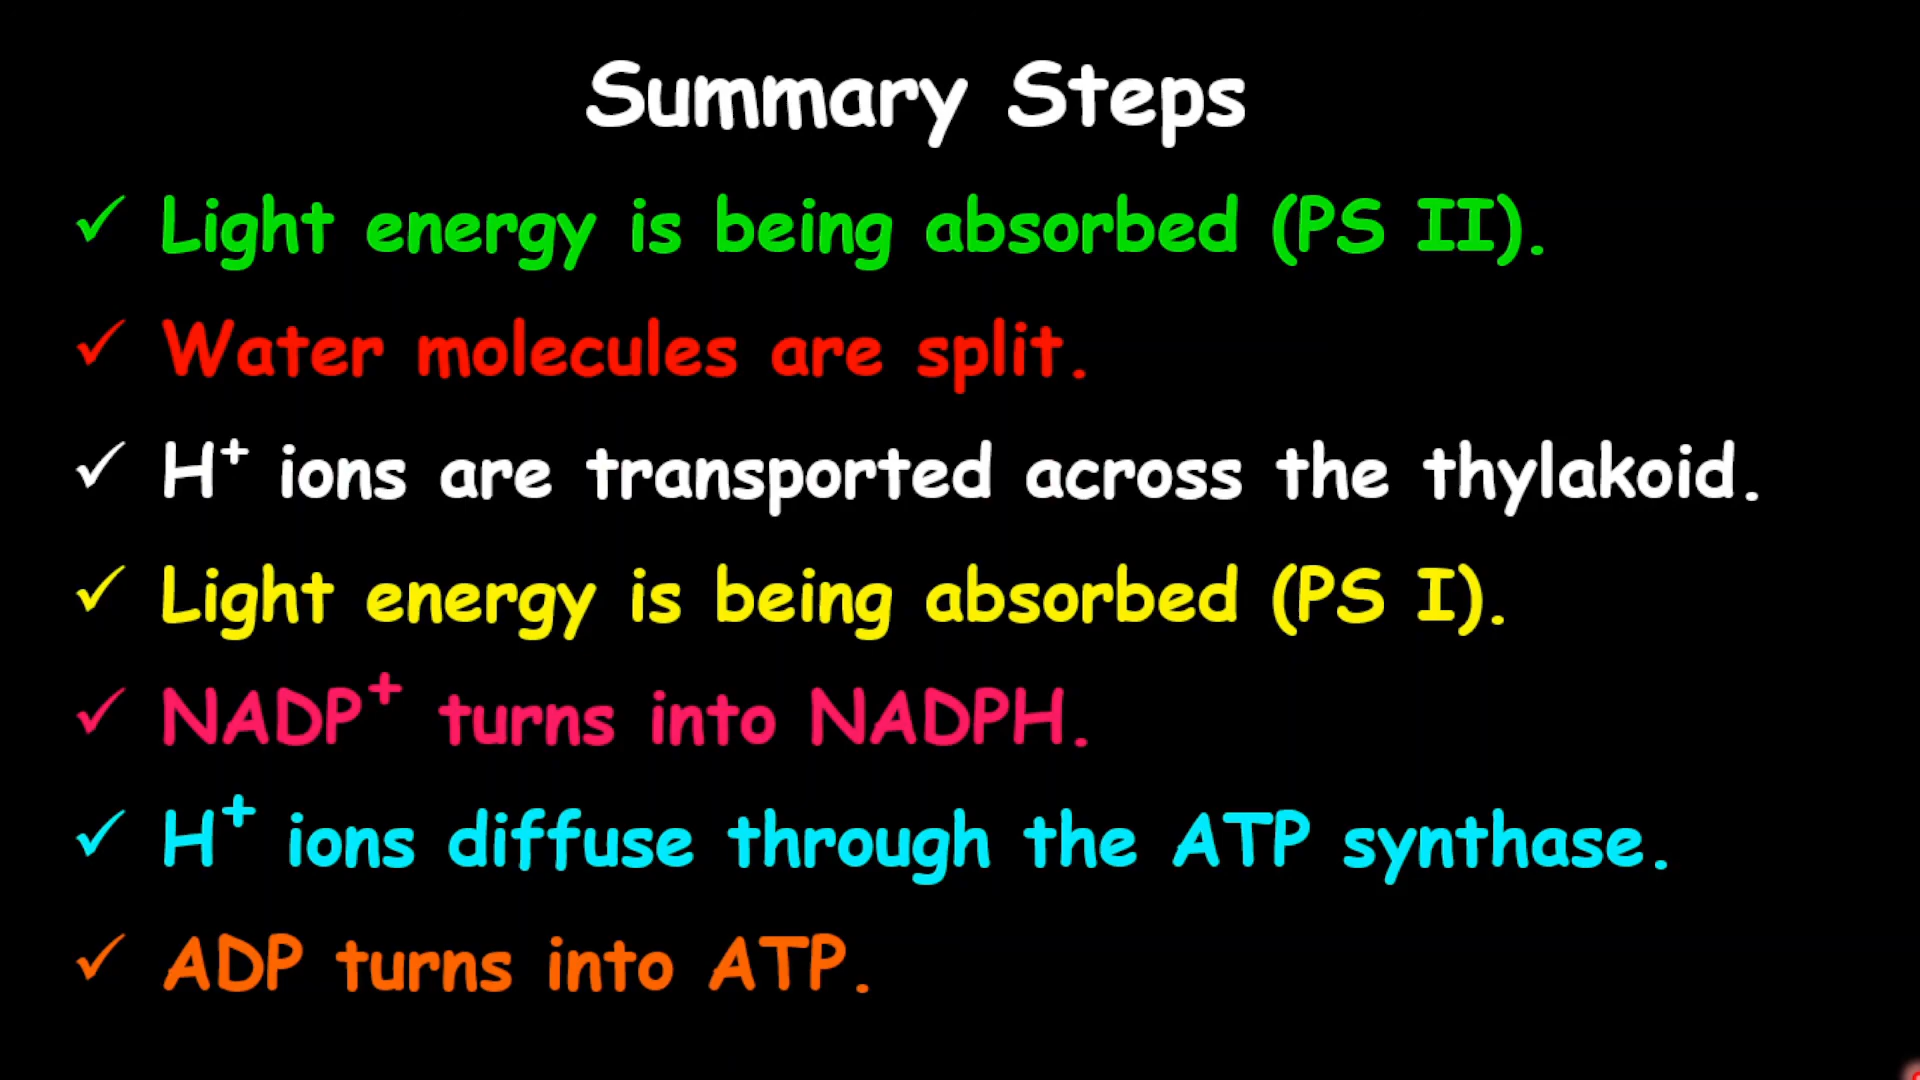 Summary Steps
✓ Light energy is being absorbed (PS II).
✓ Water molecules are split.
✓ H⁺ ions are transported across the thylakoid.
✓ Light energy is being absorbed (PS I).
✓ NADP⁺ turns into NADPH.
✓ H⁺ ions diffuse through the ATP synthase.
✓ ADP turns into ATP.